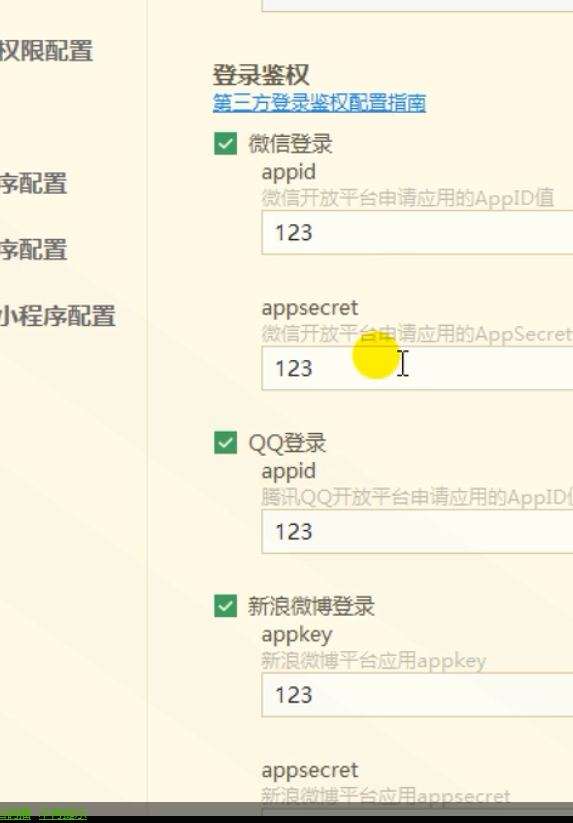 权限配置
序配置
序配置
小程序配置
登录鉴权
第三方登录鉴权配置指南
微信登录
appid
微信开放平台申请应用的AppID值
123
appsecret
微信开放平台申请应用的AppSecret
123
QQ登录
appid
腾讯QQ开放平台申请应用的AppID
123
新浪微博登录
appkey
新浪微博平台应用appkey
123
appsecret
新浪微博平台应用appsecret
不再提示